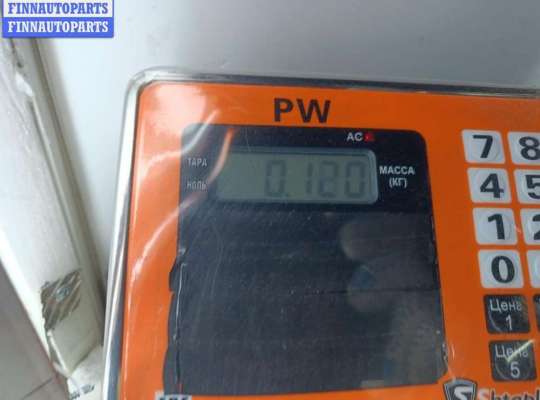 FINNAUTOPARTS
FINNAUTOPARTS
PW
AC
ТАРА
НОЛЬ
0.180
МАССА
(КГ)
7 8
4 5
1 2
0
Цена
1
Цена
5